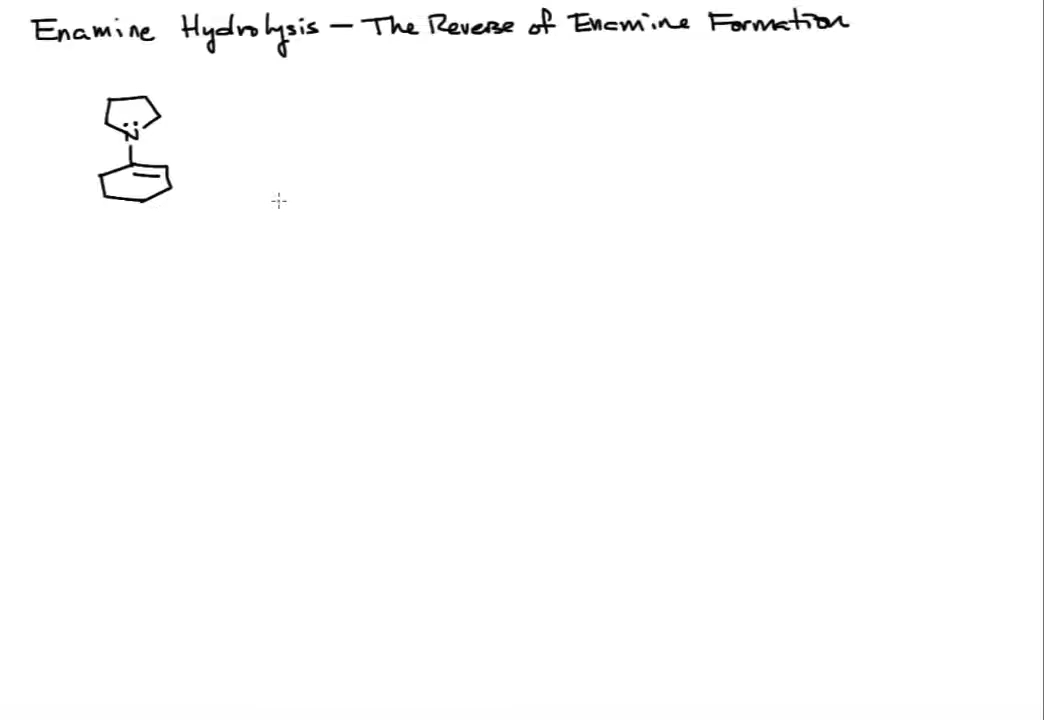 Enamine Hydrolysis – The Reverse of Enamine Formation
N